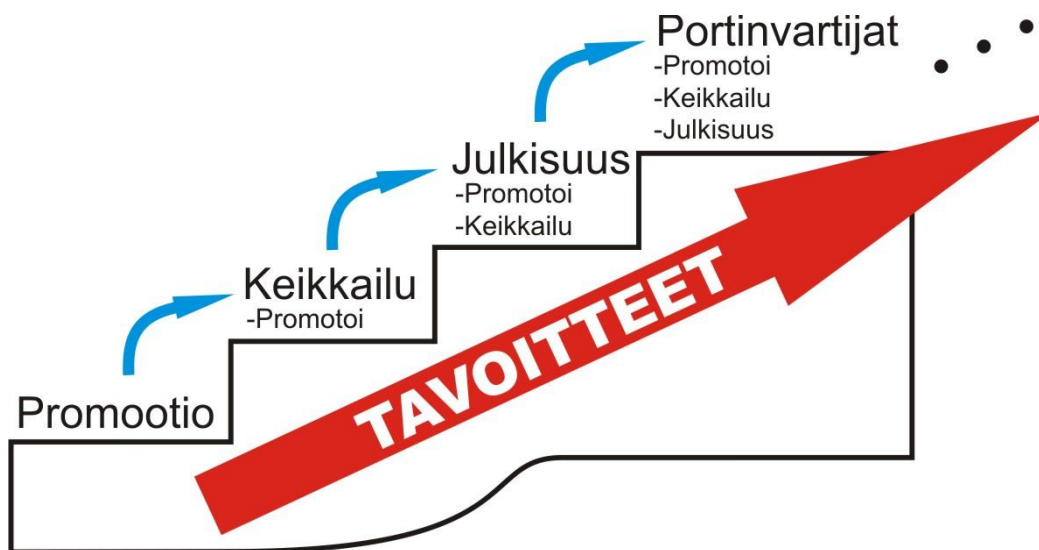 Portinvartijat
-Promotoi
-Keikkailu
-Julkisuus
Julkisuus
-Promotoi
-Keikkailu
Keikkailu
-Promotoi
Promootio
TAVOITTEET